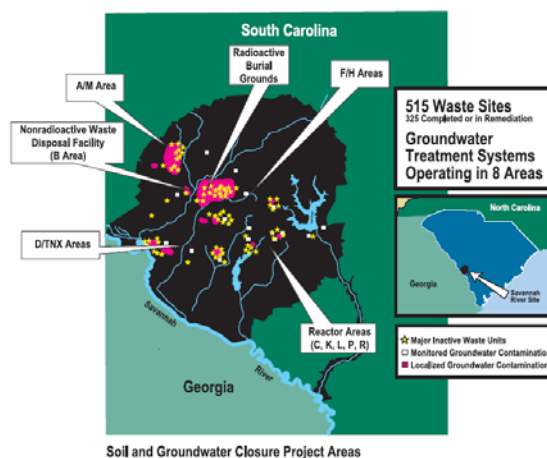 South Carolina
Radioactive
Burial
Grounds
F/H Areas
A/M Area
Nonradioactive Waste
Disposal Facility
(B Area)
D/TNX Areas
Savannah
River
Reactor Areas
(C, K, L, P, R)
Georgia
515 Waste Sites
325 Completed or in Remediation
Groundwater
Treatment Systems
Operating in 8 Areas
North Carolina
Georgia
Savannah
River Site
Major Inactive Waste Units
Monitored Groundwater Contamination
Localized Groundwater Contamination
Soil and Groundwater Closure Project Areas